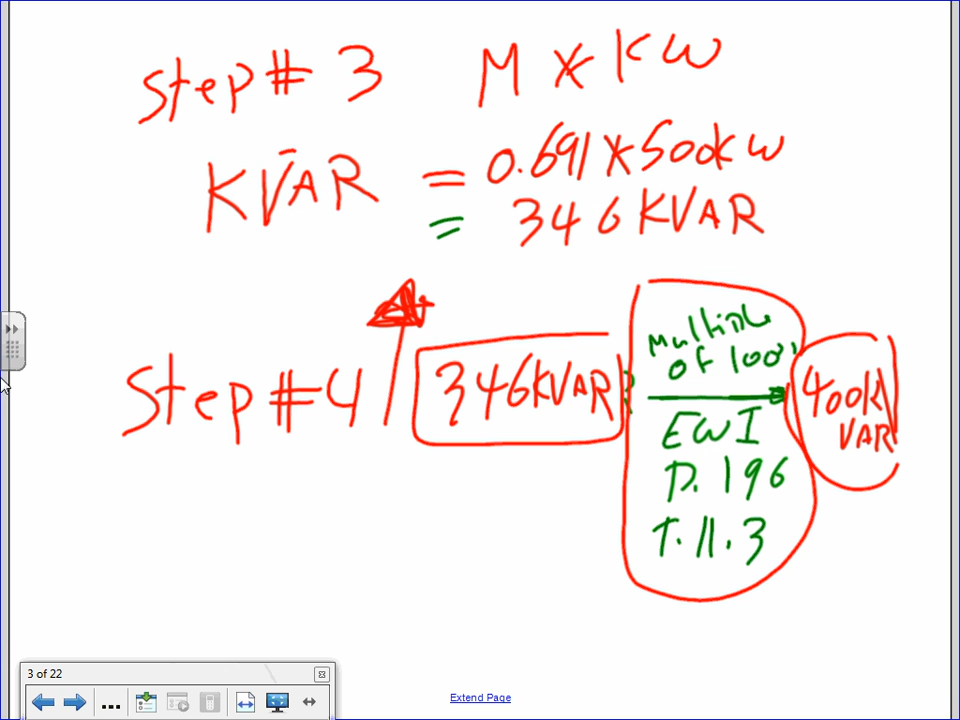 Step # 3 M * KW
KVAR = 0.691 * 500KW
= 346 KVAR
Step #4 346KVAR
Multiple
of 100
EWI
P. 196
T. 11.3
400K
VAR
3 of 22
Extend Page